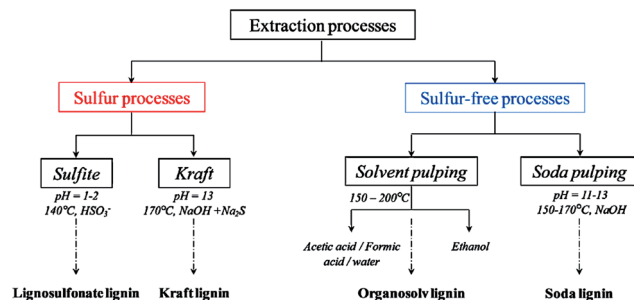 Extraction processes
Sulfur processes
Sulfur-free processes
Sulfite
Kraft
Solvent pulping
Soda pulping
pH = 1-2
140°C, HSO₃⁻
pH = 13
170°C, NaOH +Na₂S
150 – 200°C
pH = 11-13
150-170°C, NaOH
Acetic acid / Formic
acid / water
Ethanol
Lignosulfonate lignin
Kraft lignin
Organosolv lignin
Soda lignin